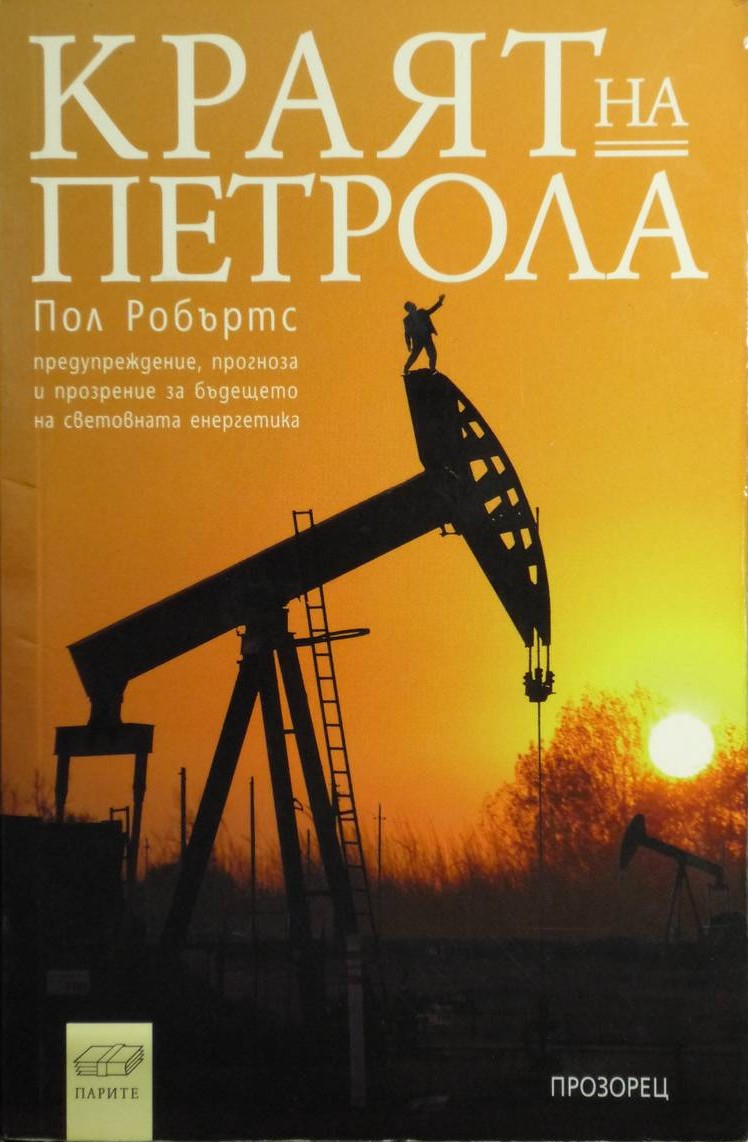 КРАЯТ НА
ПЕТРОЛА
Пол Робъртс
предупреждение, прогноза
и прозрение за бъдещето
на световната енергетика
ПАРИТЕ
ПРОЗОРЕЦ